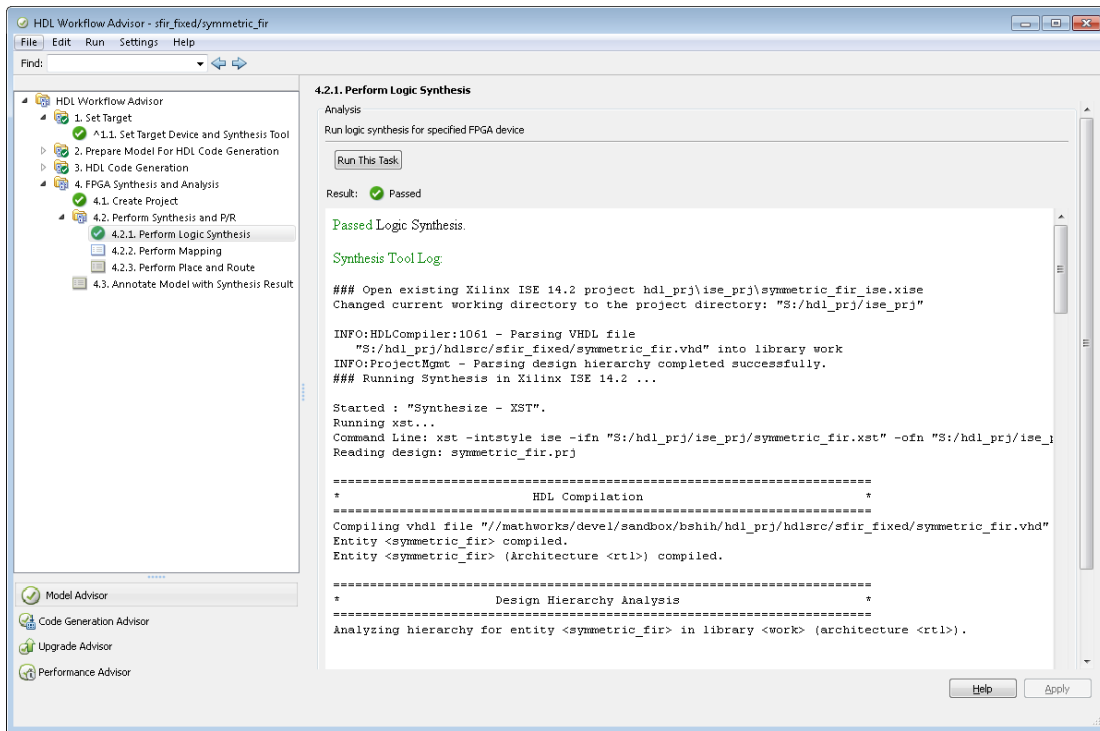 HDL Workflow Advisor - sfir_fixed/symmetric_fir
File Edit Run Settings Help
Find:
HDL Workflow Advisor
1. Set Target
^1.1. Set Target Device and Synthesis Tool
2. Prepare Model For HDL Code Generation
3. HDL Code Generation
4. FPGA Synthesis and Analysis
4.1. Create Project
4.2. Perform Synthesis and P/R
4.2.1. Perform Logic Synthesis
4.2.2. Perform Mapping
4.2.3. Perform Place and Route
4.3. Annotate Model with Synthesis Result
Model Advisor
Code Generation Advisor
Upgrade Advisor
Performance Advisor
4.2.1. Perform Logic Synthesis
Analysis
Run logic synthesis for specified FPGA device
Run This Task
Result: Passed
Passed Logic Synthesis.
Synthesis Tool Log:
### Open existing Xilinx ISE 14.2 project hdl_prj\ise_prj\symmetric_fir_ise.xise
Changed current working directory to the project directory: "S:/hdl_prj/ise_prj"
INFO:HDLCompiler:1061 - Parsing VHDL file
"S:/hdl_prj/hdlsrc/sfir_fixed/symmetric_fir.vhd" into library work
INFO:ProjectMgmt - Parsing design hierarchy completed successfully.
### Running Synthesis in Xilinx ISE 14.2 ...
Started : "Synthesize - XST".
Running xst...
Command Line: xst -intstyle ise -ifn "S:/hdl_prj/ise_prj/symmetric_fir.xst" -ofn "S:/hdl_prj/ise_
Reading design: symmetric_fir.prj
=========================================================================
* HDL Compilation *
=========================================================================
Compiling vhdl file "//mathworks/devel/sandbox/bshih/hdl_prj/hdlsrc/sfir_fixed/symmetric_fir.vhd"
Entity <symmetric_fir> compiled.
Entity <symmetric_fir> (Architecture <rtl>) compiled.
=========================================================================
* Design Hierarchy Analysis *
=========================================================================
Analyzing hierarchy for entity <symmetric_fir> in library <work> (architecture <rtl>).
Help Apply